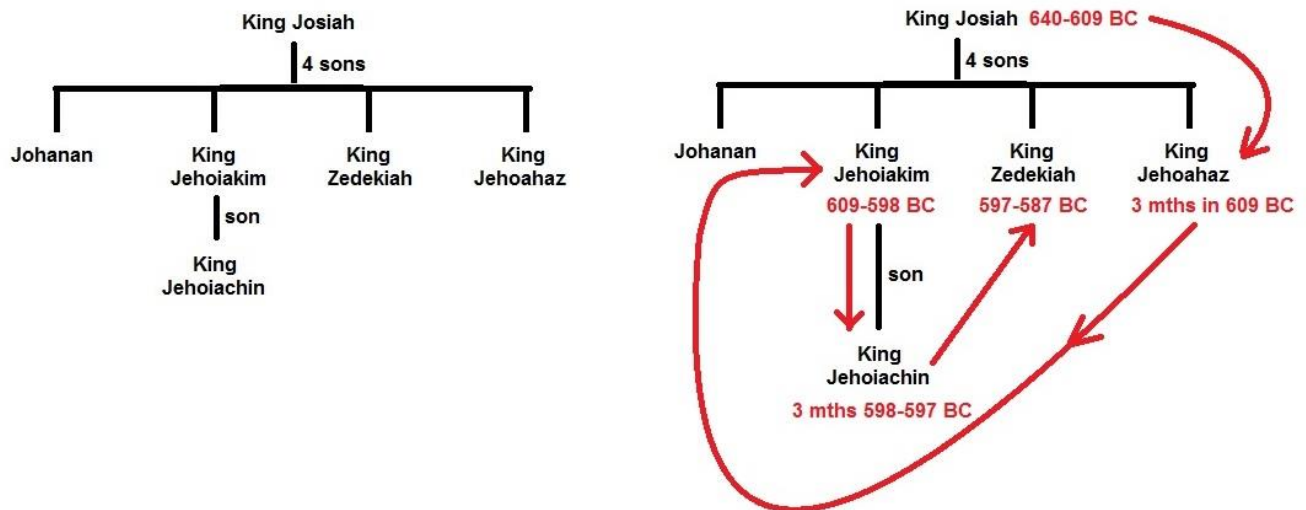 King Josiah
4 sons
Johanan
King
Jehoiakim
King
Zedekiah
King
Jehoahaz
son
King
Jehoiachin
King Josiah 640-609 BC
4 sons
Johanan
King
Jehoiakim
609-598 BC
King
Zedekiah
597-587 BC
King
Jehoahaz
3 mths in 609 BC
son
King
Jehoiachin
3 mths 598-597 BC